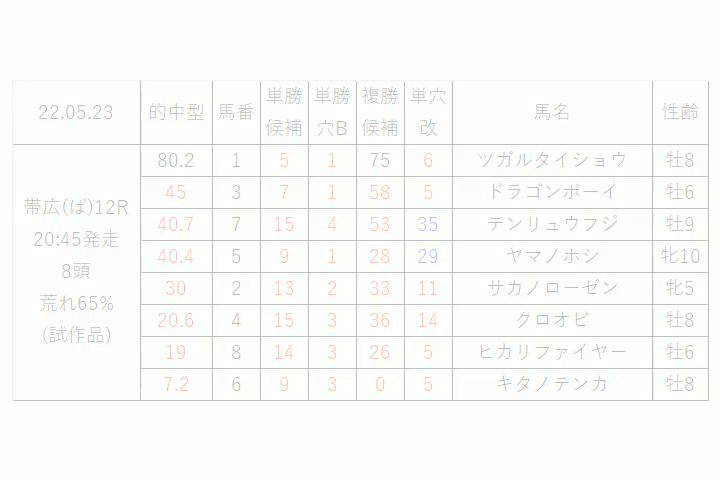 22.05.23 的中型 馬番 単勝候補 単勝穴B 複勝候補 単穴改 馬名 性齢
帯広(ば)12R
20:45発走
8頭
荒れ65%
(試作品)
80.2 1 5 1 75 6 ツガルタイショウ 牡8
45 3 7 1 58 5 ドラゴンボーイ 牡6
40.7 7 15 4 53 35 テンリュウフジ 牡9
40.4 5 9 1 28 29 ヤマノホシ 牝10
30 2 13 2 33 11 サカノローゼン 牝5
20.6 4 15 3 36 14 クロオビ 牡8
19 8 14 3 26 5 ヒカリファイヤー 牡6
7.2 6 9 3 0 5 キタノテンカ 牡8